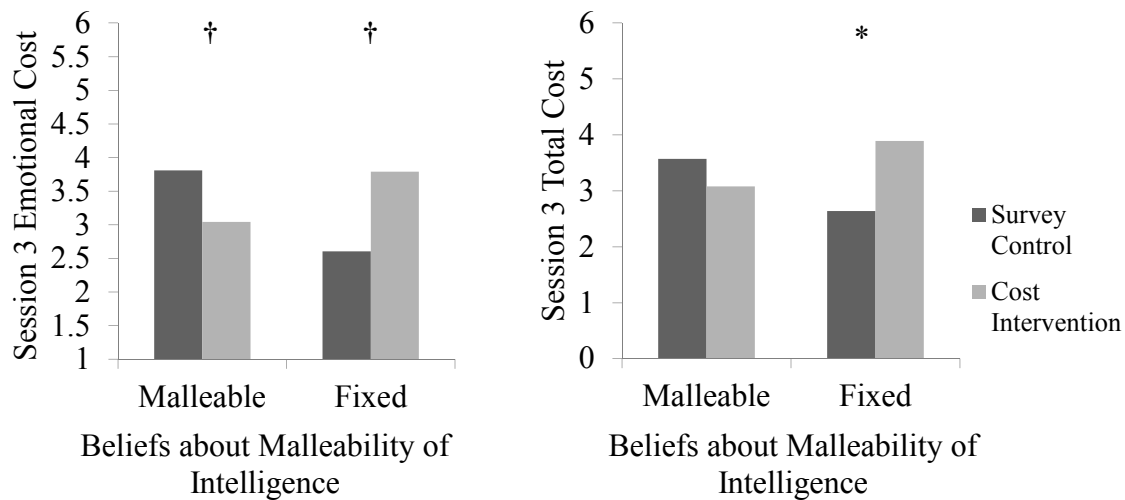 Session 3 Emotional Cost
6
5.5
5
4.5
4
3.5
3
2.5
2
1.5
1
†
†
Malleable
Fixed
Beliefs about Malleability of
Intelligence
Session 3 Total Cost
6
5
4
3
2
1
0
*
Malleable
Fixed
Beliefs about Malleability of
Intelligence
Survey
Control
Cost
Intervention